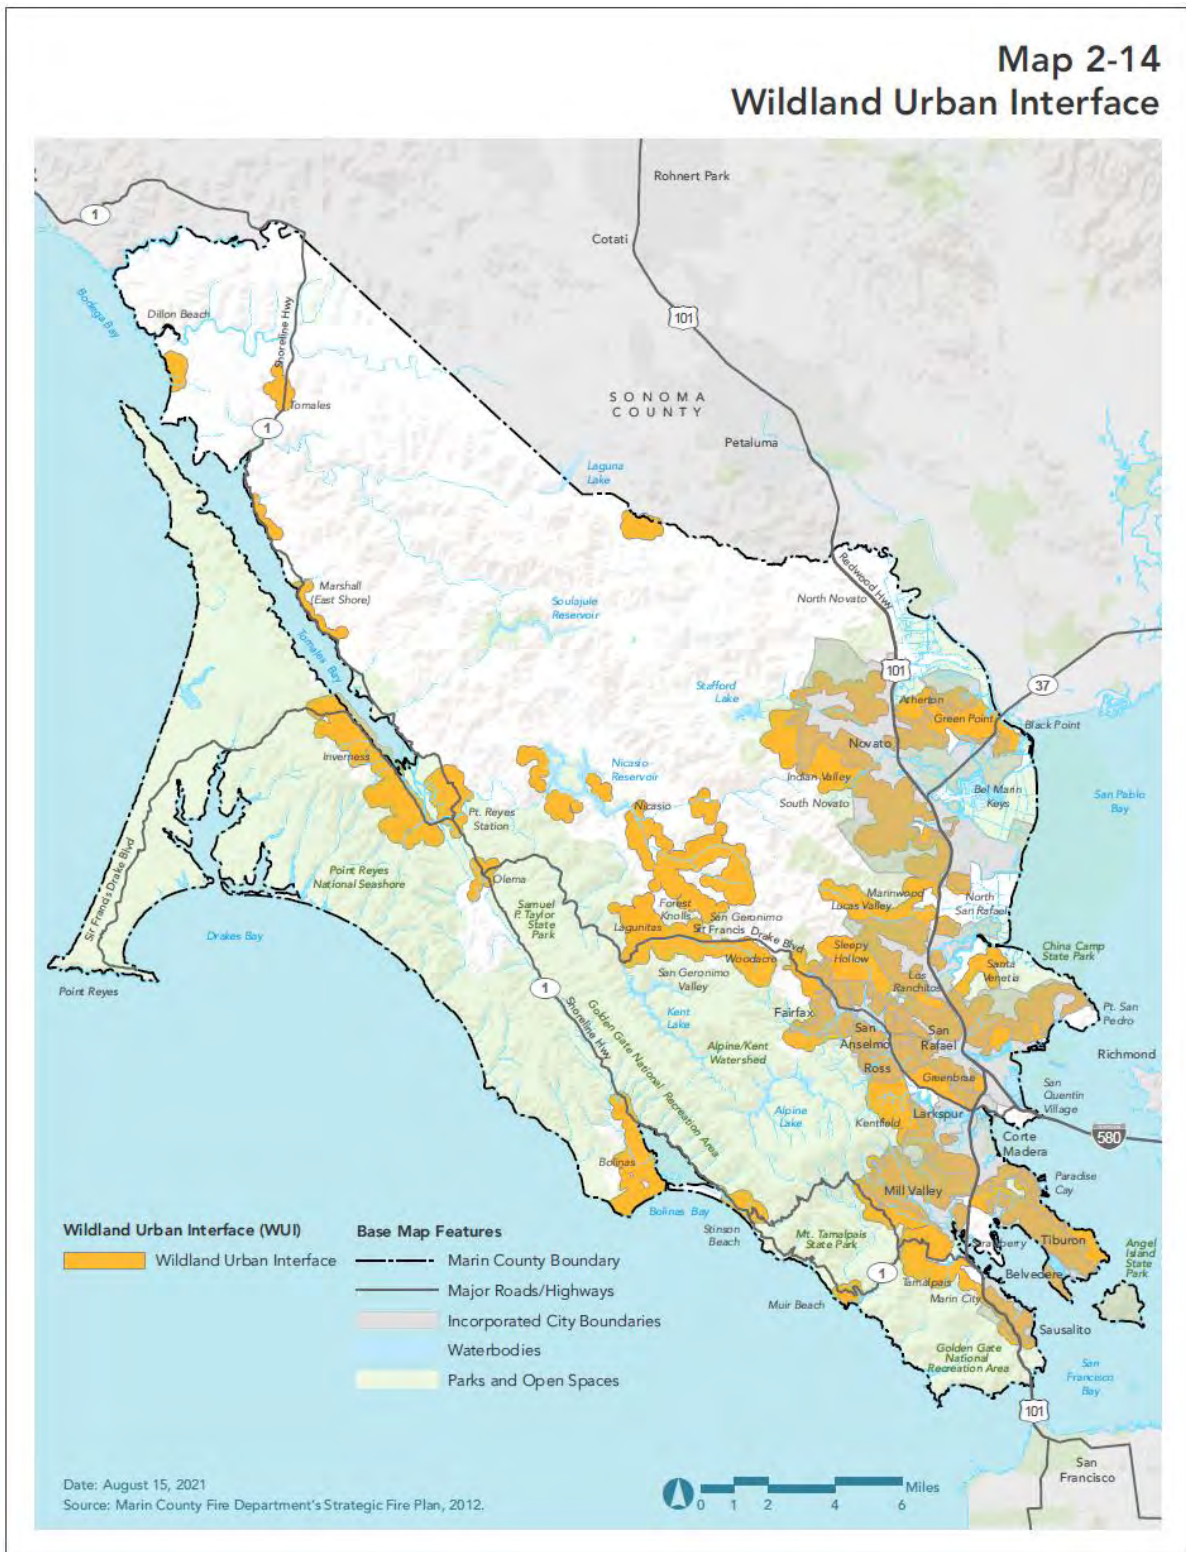 Map 2-14
Wildland Urban Interface
Rohnert Park
1
Cotati
Bodega Bay
Dillon Beach
Shoreline Hwy
101
SONOMA
COUNTY
Tomales
1
Petaluma
Laguna
Lake
Redwood Hwy
Marshall
(East Shore)
Soulajule
Reservoir
North Novato
Tomales Bay
Stafford
Lake
101
37
Atherton
Green Point
Black Point
Novato
Inverness
Nicasio
Reservoir
Indian Valley
South Novato
Bel Marin
Keys
San Pablo
Bay
Nicasio
Pt. Reyes
Station
Sir Francis Drake Blvd
Point Reyes
National Seashore
Olema
Marinwood
Lucas Valley
North
San Rafael
Samuel
P. Taylor
State
Park
Forest
Knolls
San Geronimo
Lagunitas
Sir Francis Drake Blvd
Drakes Bay
Sleepy
Hollow
China Camp
State Park
Woodacre
Santa
Venetia
San Geronimo
Valley
Los
Ranchitos
Point Reyes
1
Kent
Lake
Fairfax
Pt. San
Pedro
Shoreline Hwy
Golden Gate National Recreation Area
San
Anselmo
San
Rafael
Alpine/Kent
Watershed
Richmond
Ross
Greenbrae
San
Quentin
Village
Alpine
Lake
Larkspur
Kentfield
580
Corte
Madera
Bolinas
Paradise
Cay
Mill Valley
Bolinas Bay
Stinson
Beach
Mt. Tamalpais
State Park
Strawberry
Tiburon
Angel
Island
State
Park
1
Tamalpais
Belvedere
Muir Beach
Marin City
Sausalito
Golden Gate
National
Recreation Area
San
Francisco
Bay
101
San
Francisco
Wildland Urban Interface (WUI)
Wildland Urban Interface
Base Map Features
Marin County Boundary
Major Roads/Highways
Incorporated City Boundaries
Waterbodies
Parks and Open Spaces
Date: August 15, 2021
Source: Marin County Fire Department's Strategic Fire Plan, 2012.
0 1 2 4 6 Miles